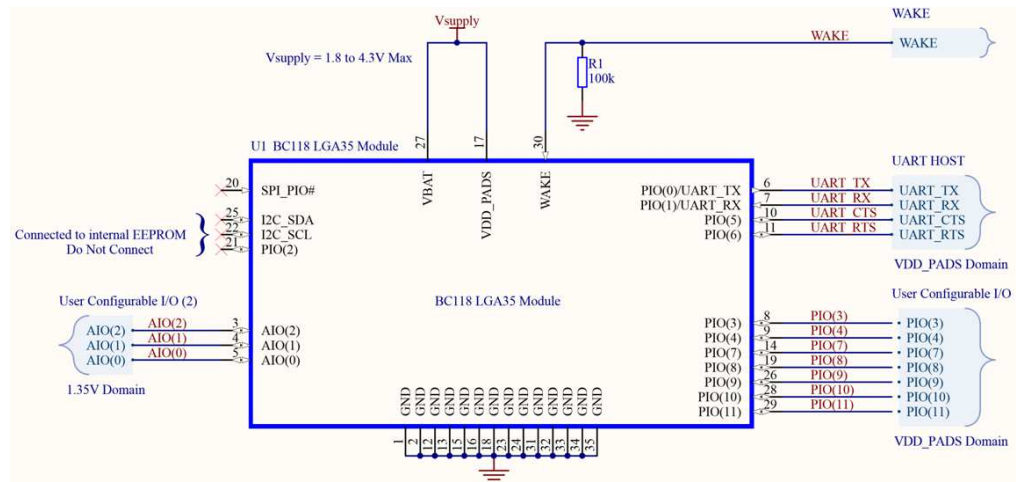 Vsupply
WAKE
Vsupply = 1.8 to 4.3V Max
WAKE
WAKE
R1
100k
U1 BC118 LGA35 Module
27
17
30
VBAT
VDD_PADS
WAKE
UART HOST
20 SPI_PIO#
25 I2C_SDA
22 I2C_SCL
21 PIO(2)
Connected to internal EEPROM
Do Not Connect
PIO(0)/UART_TX 6 UART_TX UART_TX
PIO(1)/UART_RX 7 UART_RX UART_RX
PIO(5) 10 UART_CTS UART_CTS
PIO(6) 11 UART_RTS UART_RTS
VDD_PADS Domain
User Configurable I/O (2)
AIO(2) AIO(2) 3 AIO(2)
AIO(1) AIO(1) 4 AIO(1)
AIO(0) AIO(0) 5 AIO(0)
1.35V Domain
BC118 LGA35 Module
User Configurable I/O
PIO(3) 8 PIO(3) PIO(3)
PIO(4) 9 PIO(4) PIO(4)
PIO(7) 14 PIO(7) PIO(7)
PIO(8) 19 PIO(8) PIO(8)
PIO(9) 26 PIO(9) PIO(9)
PIO(10) 28 PIO(10) PIO(10)
PIO(11) 29 PIO(11) PIO(11)
VDD_PADS Domain
GND GND GND GND GND GND GND GND GND GND GND GND GND GND
1 2 12 13 15 16 18 23 24 31 32 33 34 35